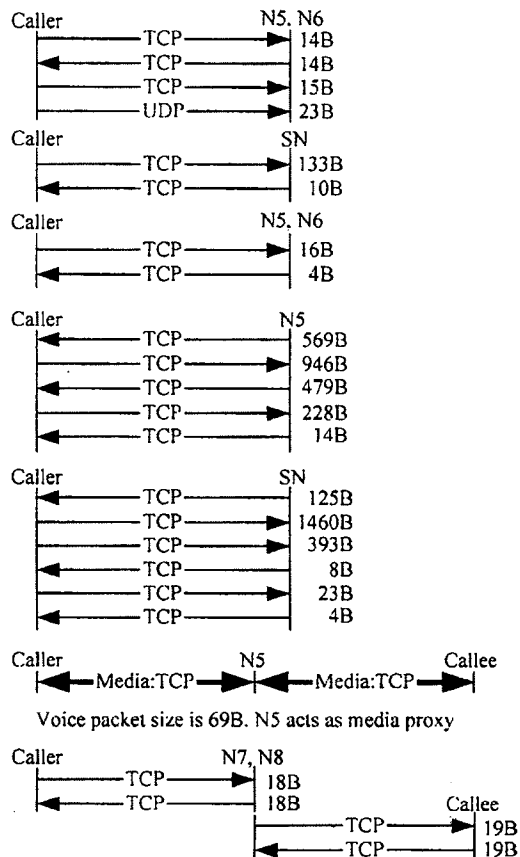 Caller N5, N6
TCP 14B
TCP 14B
TCP 15B
UDP 23B
Caller SN
TCP 133B
TCP 10B
Caller N5, N6
TCP 16B
TCP 4B
Caller N5
TCP 569B
TCP 946B
TCP 479B
TCP 228B
TCP 14B
Caller SN
TCP 125B
TCP 1460B
TCP 393B
TCP 8B
TCP 23B
TCP 4B
Caller N5 Callee
Media:TCP Media:TCP
Voice packet size is 69B. N5 acts as media proxy
Caller N7, N8
TCP 18B
TCP 18B
Callee
TCP 19B
TCP 19B